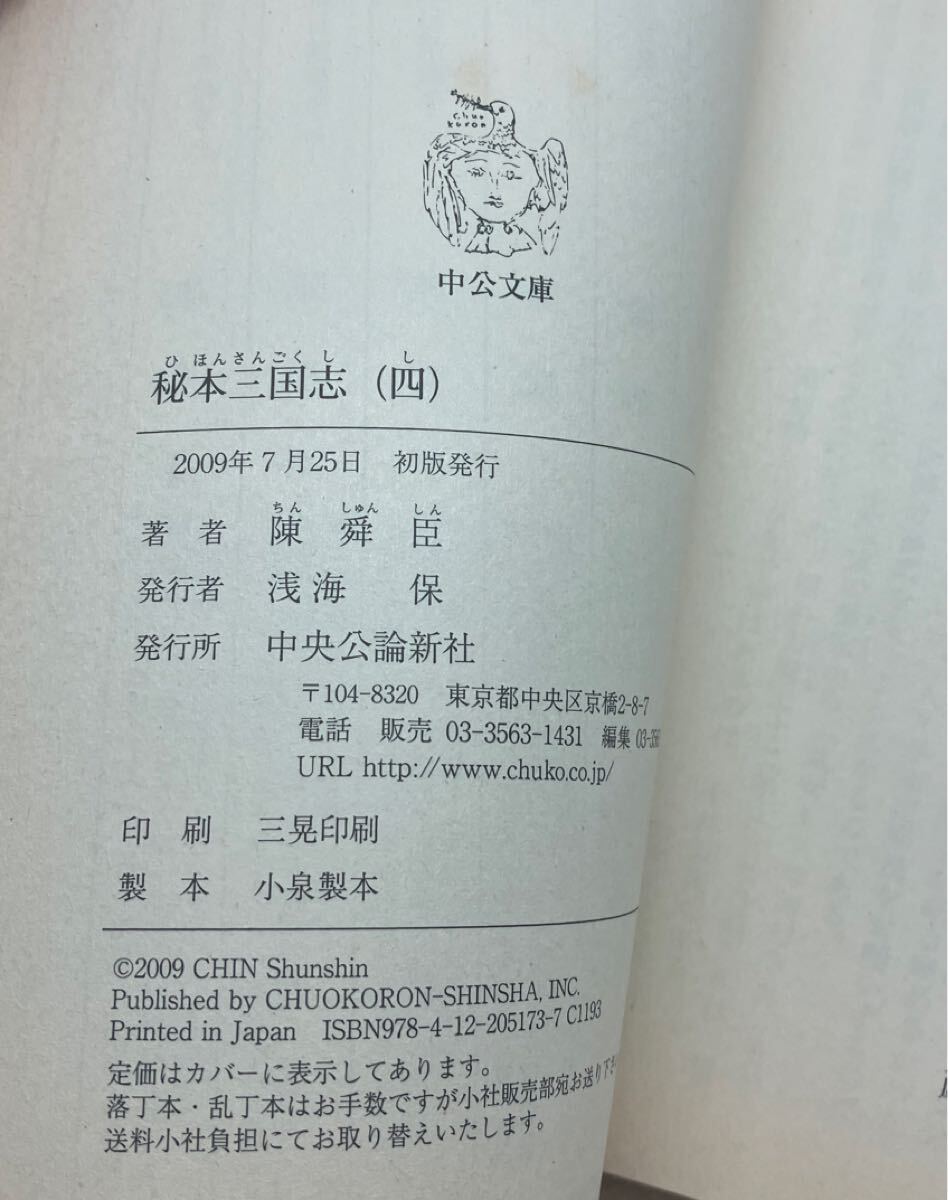 Chuo
koron
中公文庫
ひほんさんごくし し
秘本三国志 (四)
2009年7月25日 初版発行
ちん しゅん しん
著者 陳舜臣
発行者 浅海 保
発行所 中央公論新社
〒104-8320 東京都中央区京橋2-8-7
電話 販売 03-3563-1431 編集 03-356
URL http://www.chuko.co.jp/
印刷 三晃印刷
製本 小泉製本
©2009 CHIN Shunshin
Published by CHUOKORON-SHINSHA, INC.
Printed in Japan ISBN978-4-12-205173-7 C1193
定価はカバーに表示してあります。
落丁本・乱丁本はお手数ですが小社販売部宛お送り下さ
送料小社負担にてお取り替えいたします。